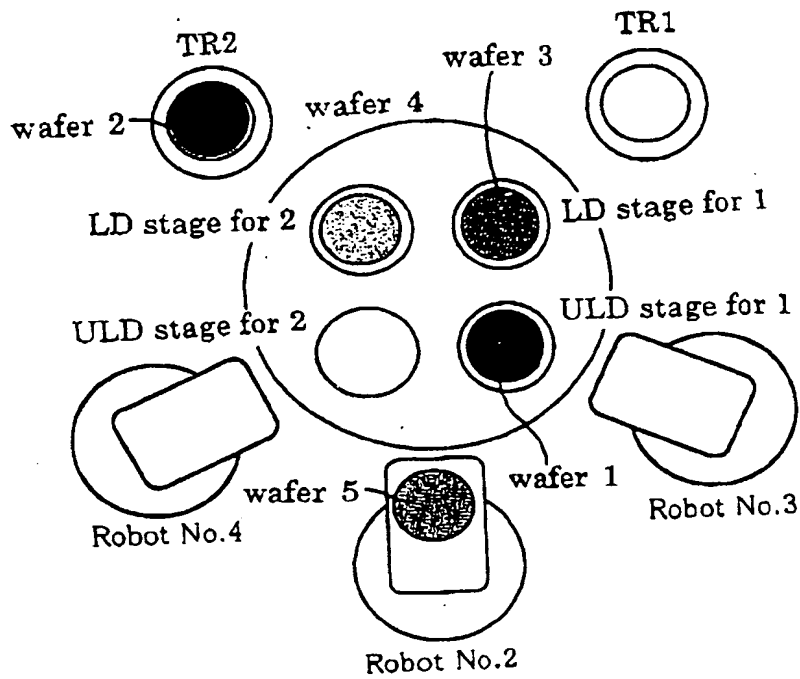 TR2
TR1
wafer 3
wafer 4
wafer 2
LD stage for 2
LD stage for 1
ULD stage for 2
ULD stage for 1
wafer 5
wafer 1
Robot No.4
Robot No.3
Robot No.2